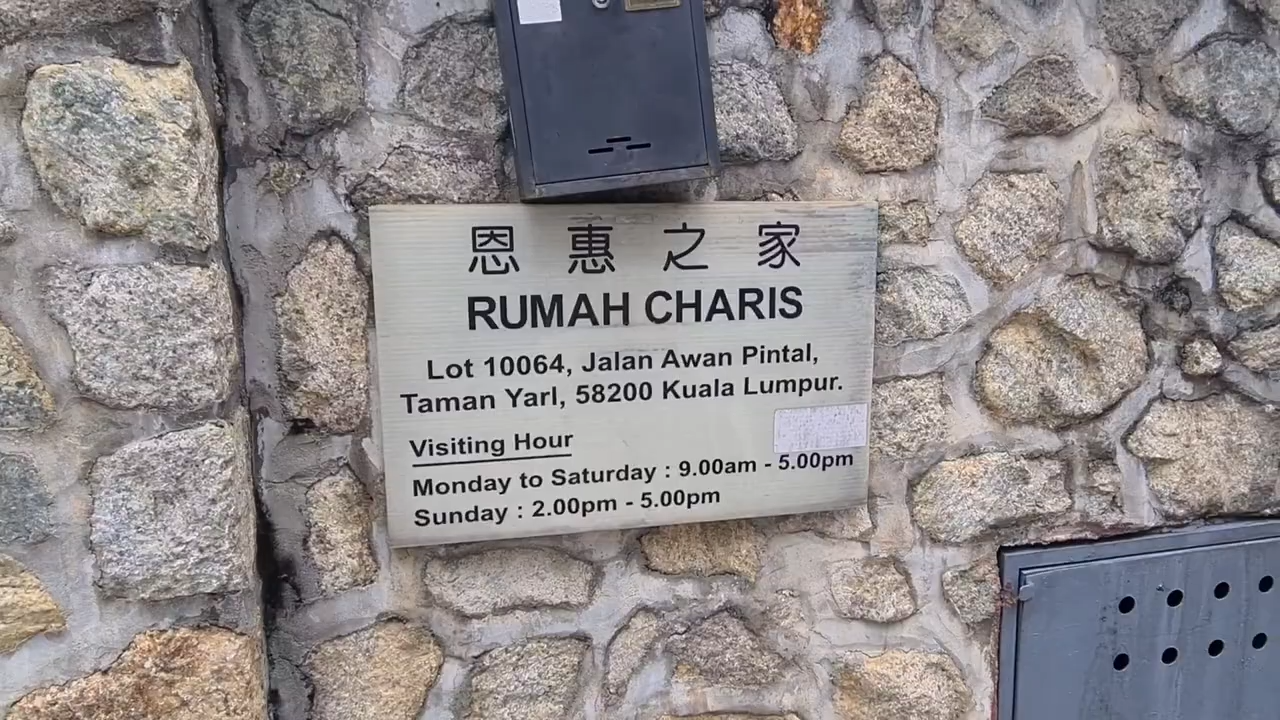 恩惠之家
RUMAH CHARIS
Lot 10064, Jalan Awan Pintal,
Taman Yarl, 58200 Kuala Lumpur.
Visiting Hour
Monday to Saturday : 9.00am - 5.00pm
Sunday : 2.00pm - 5.00pm